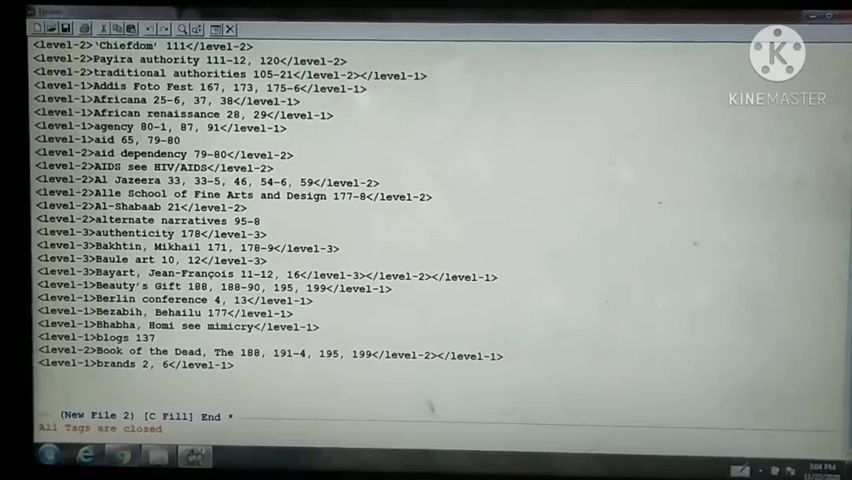 K
KINEMASTER
<level-2>'Chiefdom' 111</level-2>
<level-2>Payira authority 111-12, 120</level-2>
<level-2>traditional authorities 105-21</level-2></level-1>
<level-1>Addis Foto Fest 167, 173, 175-6</level-1>
<level-1>Africana 25-6, 37, 38</level-1>
<level-1>African renaissance 28, 29</level-1>
<level-1>agency 80-1, 87, 91</level-1>
<level-1>aid 65, 79-80
<level-2>aid dependency 79-80</level-2>
<level-2>AIDS see HIV/AIDS</level-2>
<level-2>Al Jazeera 33, 33-5, 46, 54-6, 59</level-2>
<level-2>Alle School of Fine Arts and Design 177-8</level-2>
<level-2>Al-Shabaab 21</level-2>
<level-2>alternate narratives 95-8
<level-3>authenticity 178</level-3>
<level-3>Bakhtin, Mikhail 171, 178-9</level-3>
<level-3>Baule art 10, 12</level-3>
<level-3>Bayart, Jean-François 11-12, 16</level-3></level-2></level-1>
<level-1>Beauty's Gift 188, 188-90, 195, 199</level-1>
<level-1>Berlin conference 4, 13</level-1>
<level-1>Bezabih, Behailu 177</level-1>
<level-1>Bhabha, Homi see mimicry</level-1>
<level-1>blogs 137
<level-2>Book of the Dead, The 188, 191-4, 195, 199</level-2></level-1>
<level-1>brands 2, 6</level-1>
(New File 2) [C Fill] End *
All Tags are closed
3:04 PM